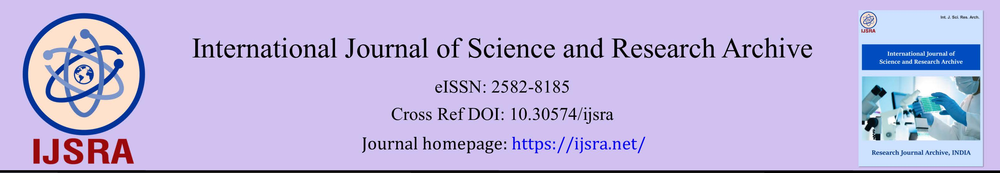 IJSRA
International Journal of Science and Research Archive
eISSN: 2582-8185
Cross Ref DOI: 10.30574/ijsra
Journal homepage: https://ijsra.net/
Int. J. Sci. Res. Arch.
IJSRA
International Journal of
Science and Research Archive
Research Journal Archive, INDIA